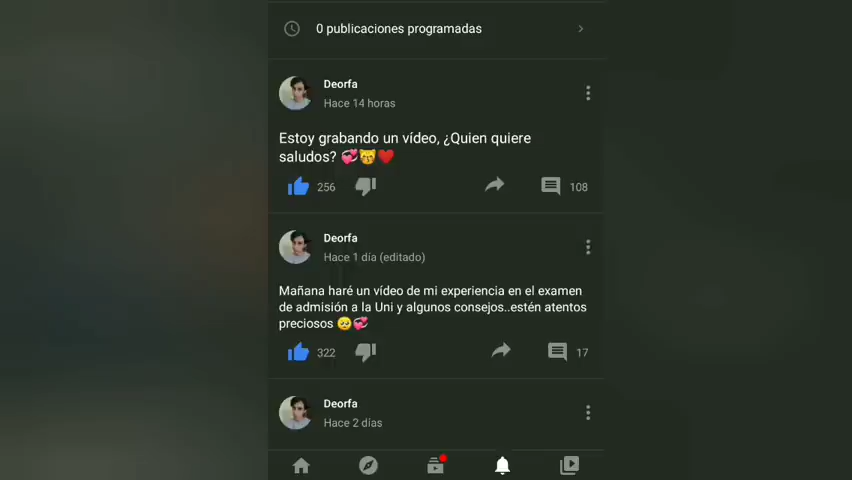 0 publicaciones programadas
Deorfa
Hace 14 horas
Estoy grabando un vídeo, ¿Quien quiere
saludos? 💞😽❤️
256
108
Deorfa
Hace 1 día (editado)
Mañana haré un vídeo de mi experiencia en el examen
de admisión a la Uni y algunos consejos..estén atentos
preciosos 🥺💞
322
17
Deorfa
Hace 2 días